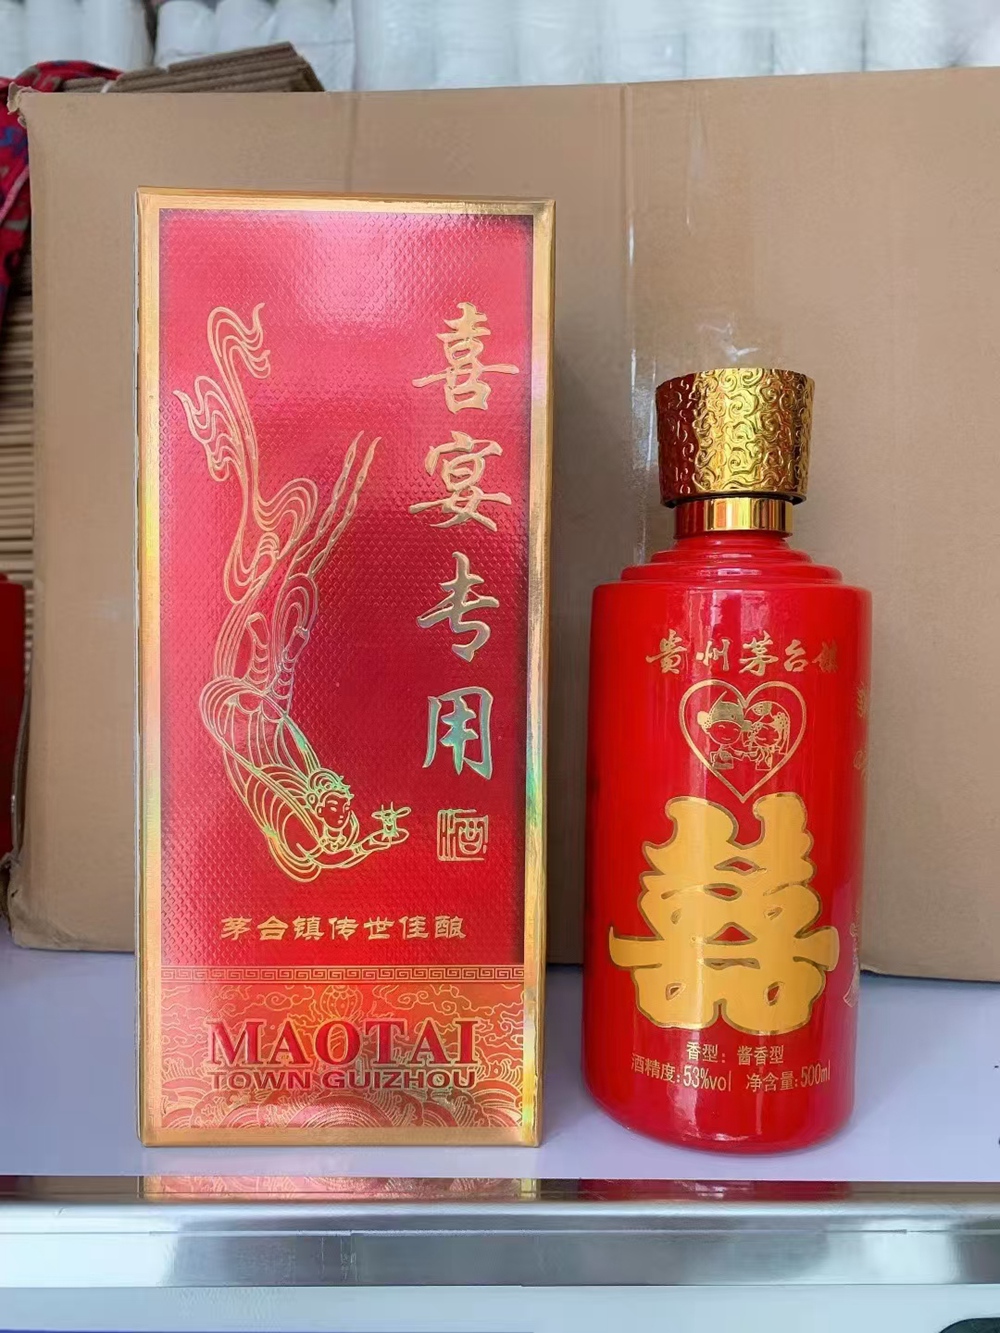 喜宴专用
酒
茅台镇传世佳酿
MAOTAI
TOWN GUIZHOU
贵州茅台镇
囍
香型：酱香型
酒精度:53%vol 净含量:500ml